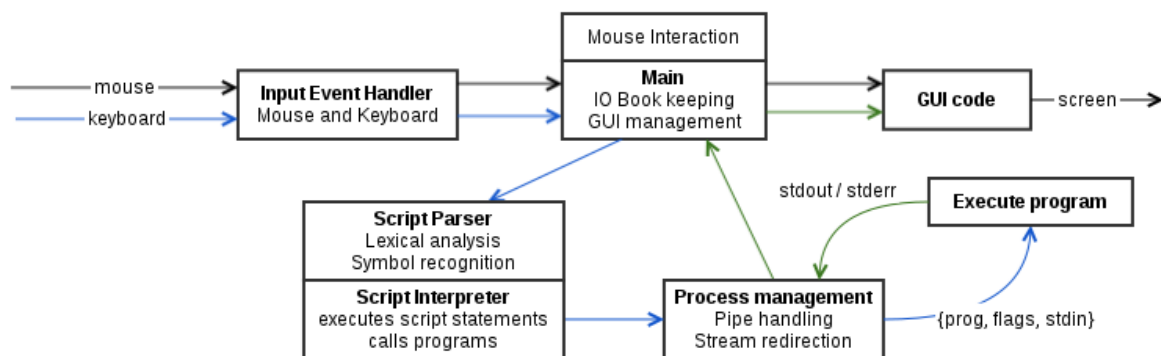 mouse
keyboard
Input Event Handler
Mouse and Keyboard
Mouse Interaction
Main
IO Book keeping
GUI management
GUI code
screen
Script Parser
Lexical analysis
Symbol recognition
Script Interpreter
executes script statements
calls programs
Process management
Pipe handling
Stream redirection
stdout / stderr
Execute program
{prog, flags, stdin}